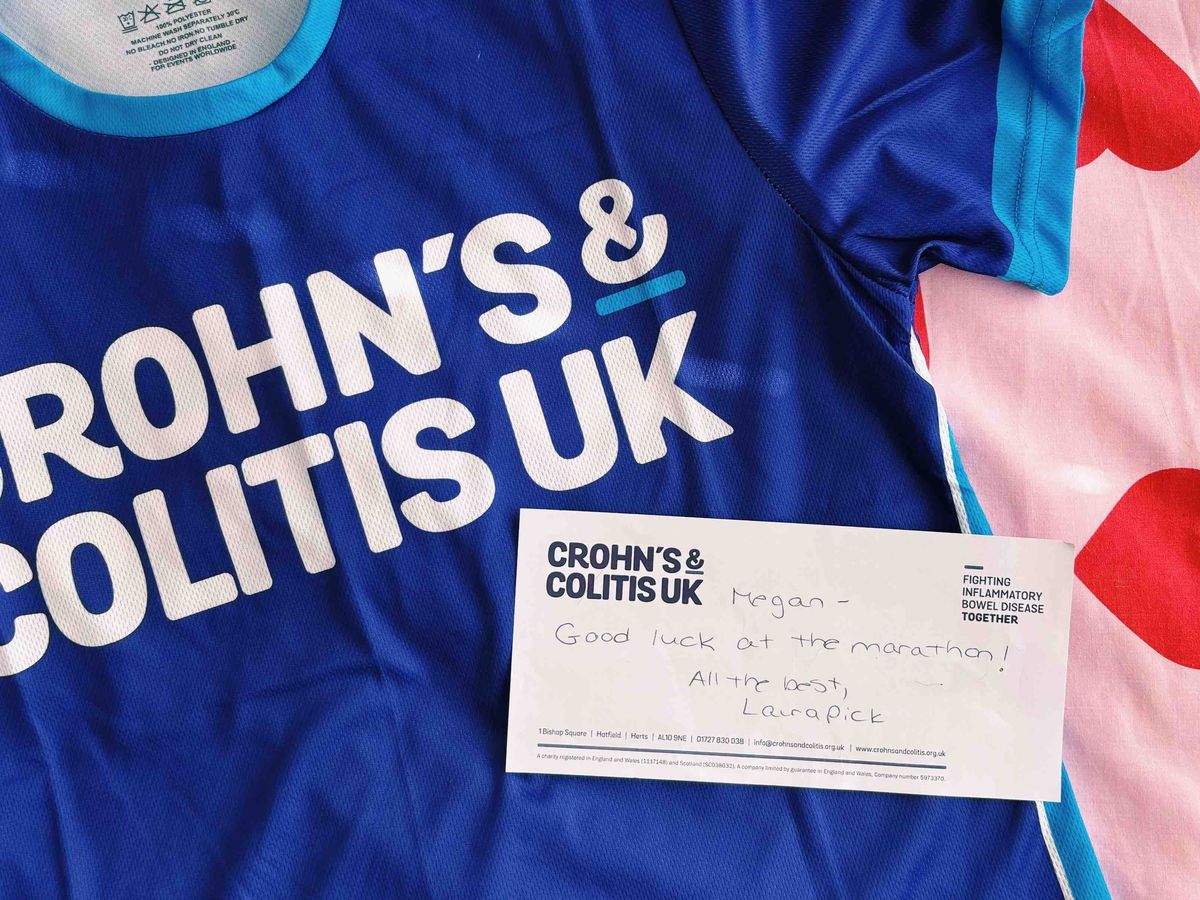 100% POLYESTER
MACHINE WASH SEPARATELY 30°C
NO BLEACH.NO IRON.NO TUMBLE DRY
DO NOT DRY CLEAN
- DESIGNED IN ENGLAND -
FOR EVENTS WORLDWIDE
CROHN'S &
COLITIS UK
CROHN'S &
COLITIS UK
FIGHTING
INFLAMMATORY
BOWEL DISEASE
TOGETHER
Megan -
Good luck at the marathon!
All the best,
Laura Pick
1 Bishop Square | Hatfield | Herts | AL10 9NE | 01727 830 038 | info@crohnsandcolitis.org.uk | www.crohnsandcolitis.org.uk
A charity registered in England and Wales (1117148) and Scotland (SC038632). A company limited by guarantee in England and Wales, Company number 5973370.